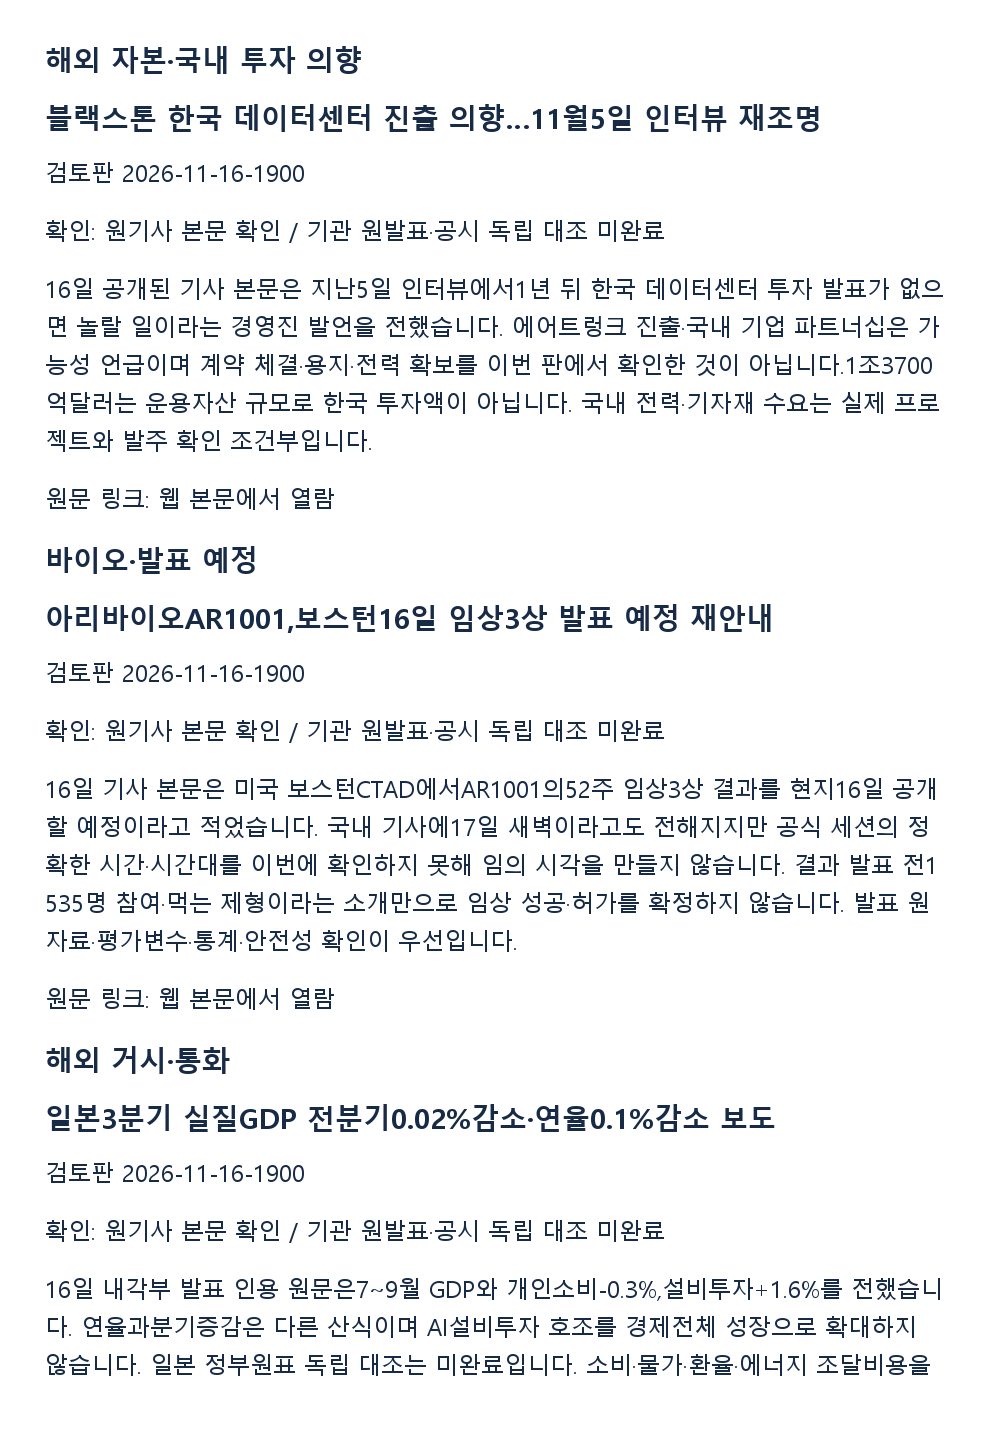 해외 자본·국내 투자 의향
블랙스톤 한국 데이터센터 진출 의향...11월5일 인터뷰 재조명
검토판 2026-11-16-1900
확인: 원기사 본문 확인 / 기관 원발표·공시 독립 대조 미완료
16일 공개된 기사 본문은 지난5일 인터뷰에서1년 뒤 한국 데이터센터 투자 발표가 없으
면 놀랄 일이라는 경영진 발언을 전했습니다. 에어트렁크 진출·국내 기업 파트너십은 가
능성 언급이며 계약 체결·용지·전력 확보를 이번 판에서 확인한 것이 아닙니다.1조3700
억달러는 운용자산 규모로 한국 투자액이 아닙니다. 국내 전력·기자재 수요는 실제 프로
젝트와 발주 확인 조건부입니다.
원문 링크: 웹 본문에서 열람
바이오·발표 예정
아리바이오AR1001,보스턴16일 임상3상 발표 예정 재안내
검토판 2026-11-16-1900
확인: 원기사 본문 확인 / 기관 원발표·공시 독립 대조 미완료
16일 기사 본문은 미국 보스턴CTAD에서AR1001의52주 임상3상 결과를 현지16일 공개
할 예정이라고 적었습니다. 국내 기사에17일 새벽이라고도 전해지지만 공식 세션의 정
확한 시간·시간대를 이번에 확인하지 못해 임의 시각을 만들지 않습니다. 결과 발표 전1
535명 참여·먹는 제형이라는 소개만으로 임상 성공·허가를 확정하지 않습니다. 발표 원
자료·평가변수·통계·안전성 확인이 우선입니다.
원문 링크: 웹 본문에서 열람
해외 거시·통화
일본3분기 실질GDP 전분기0.02%감소·연율0.1%감소 보도
검토판 2026-11-16-1900
확인: 원기사 본문 확인 / 기관 원발표·공시 독립 대조 미완료
16일 내각부 발표 인용 원문은7~9월 GDP와 개인소비-0.3%,설비투자+1.6%를 전했습니
다. 연율과분기증감은 다른 산식이며 AI설비투자 호조를 경제전체 성장으로 확대하지
않습니다. 일본 정부원표 독립 대조는 미완료입니다. 소비·물가·환율·에너지 조달비용을